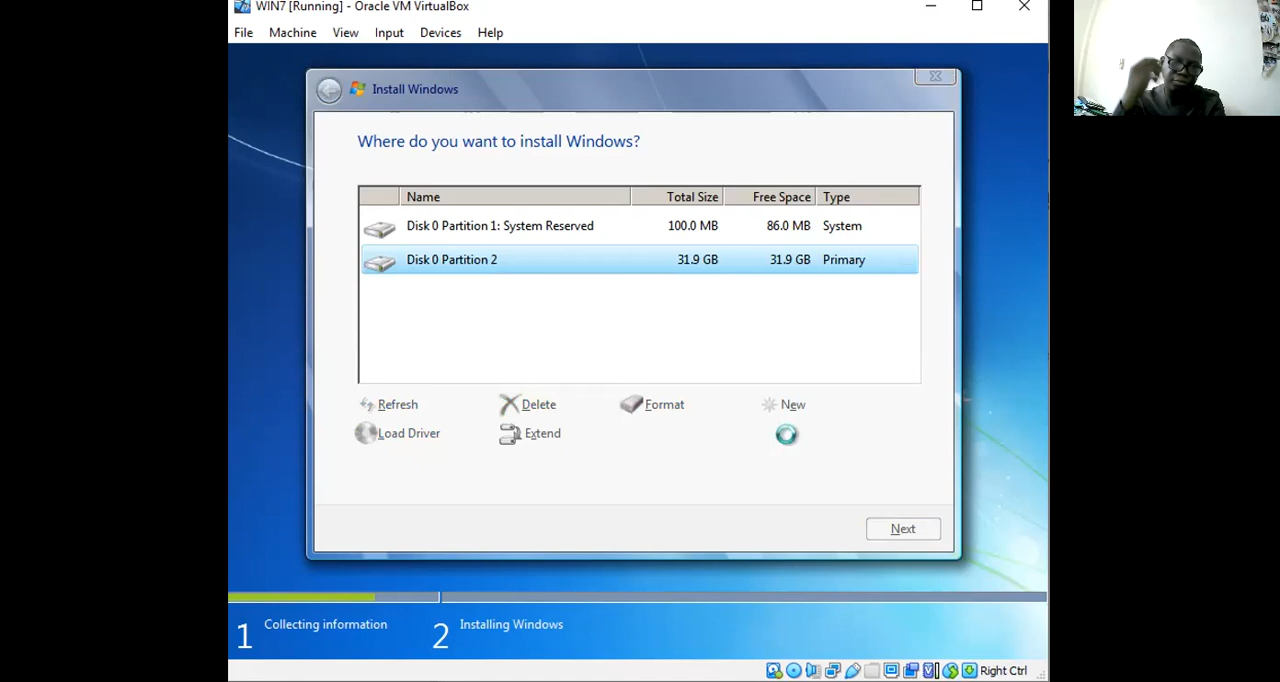 WIN7 [Running] - Oracle VM VirtualBox
File Machine View Input Devices Help
Install Windows
Where do you want to install Windows?
Name Total Size Free Space Type
Disk 0 Partition 1: System Reserved 100.0 MB 86.0 MB System
Disk 0 Partition 2 31.9 GB 31.9 GB Primary
Refresh Delete Format New
Load Driver Extend
Next
1 Collecting information 2 Installing Windows
Right Ctrl